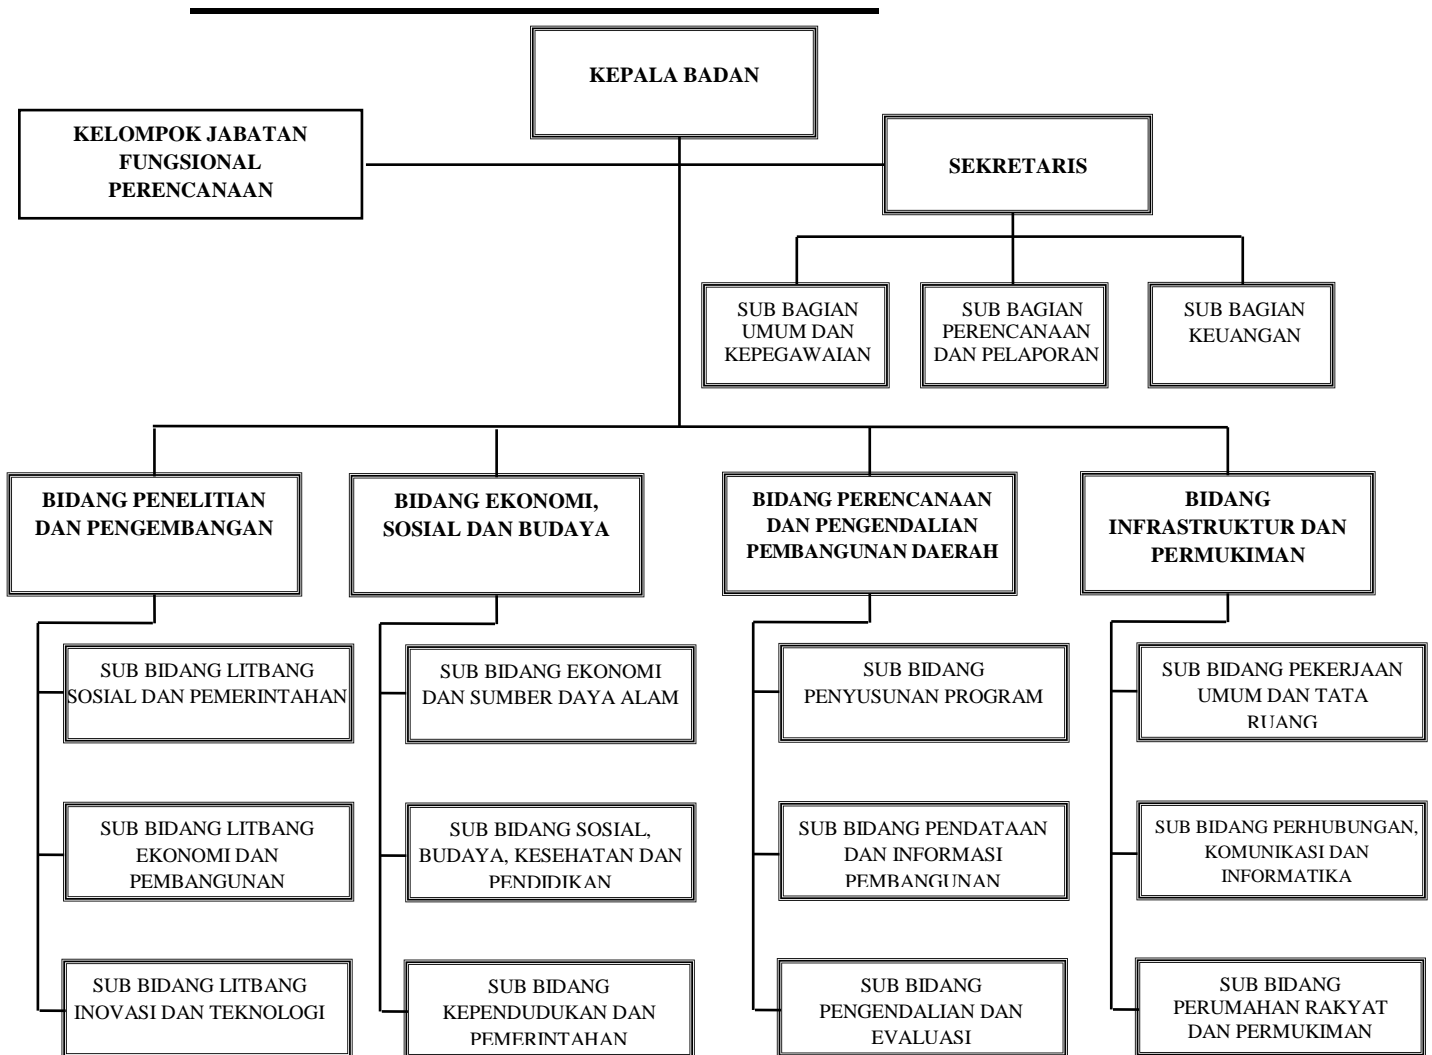 KEPALA BADAN
KELOMPOK JABATAN
FUNGSIONAL
PERENCANAAN
SEKRETARIS
SUB BAGIAN
UMUM DAN
KEPEGAWAIAN
SUB BAGIAN
PERENCANAAN
DAN PELAPORAN
SUB BAGIAN
KEUANGAN
BIDANG PENELITIAN
DAN PENGEMBANGAN
BIDANG EKONOMI,
SOSIAL DAN BUDAYA
BIDANG PERENCANAAN
DAN PENGENDALIAN
PEMBANGUNAN DAERAH
BIDANG
INFRASTRUKTUR DAN
PERMUKIMAN
SUB BIDANG LITBANG
SOSIAL DAN PEMERINTAHAN
SUB BIDANG EKONOMI
DAN SUMBER DAYA ALAM
SUB BIDANG
PENYUSUNAN PROGRAM
SUB BIDANG PEKERJAAN
UMUM DAN TATA
RUANG
SUB BIDANG LITBANG
EKONOMI DAN
PEMBANGUNAN
SUB BIDANG SOSIAL,
BUDAYA, KESEHATAN DAN
PENDIDIKAN
SUB BIDANG PENDATAAN
DAN INFORMASI
PEMBANGUNAN
SUB BIDANG PERHUBUNGAN,
KOMUNIKASI DAN
INFORMATIKA
SUB BIDANG LITBANG
INOVASI DAN TEKNOLOGI
SUB BIDANG
KEPENDUDUKAN DAN
PEMERINTAHAN
SUB BIDANG
PENGENDALIAN DAN
EVALUASI
SUB BIDANG
PERUMAHAN RAKYAT
DAN PERMUKIMAN